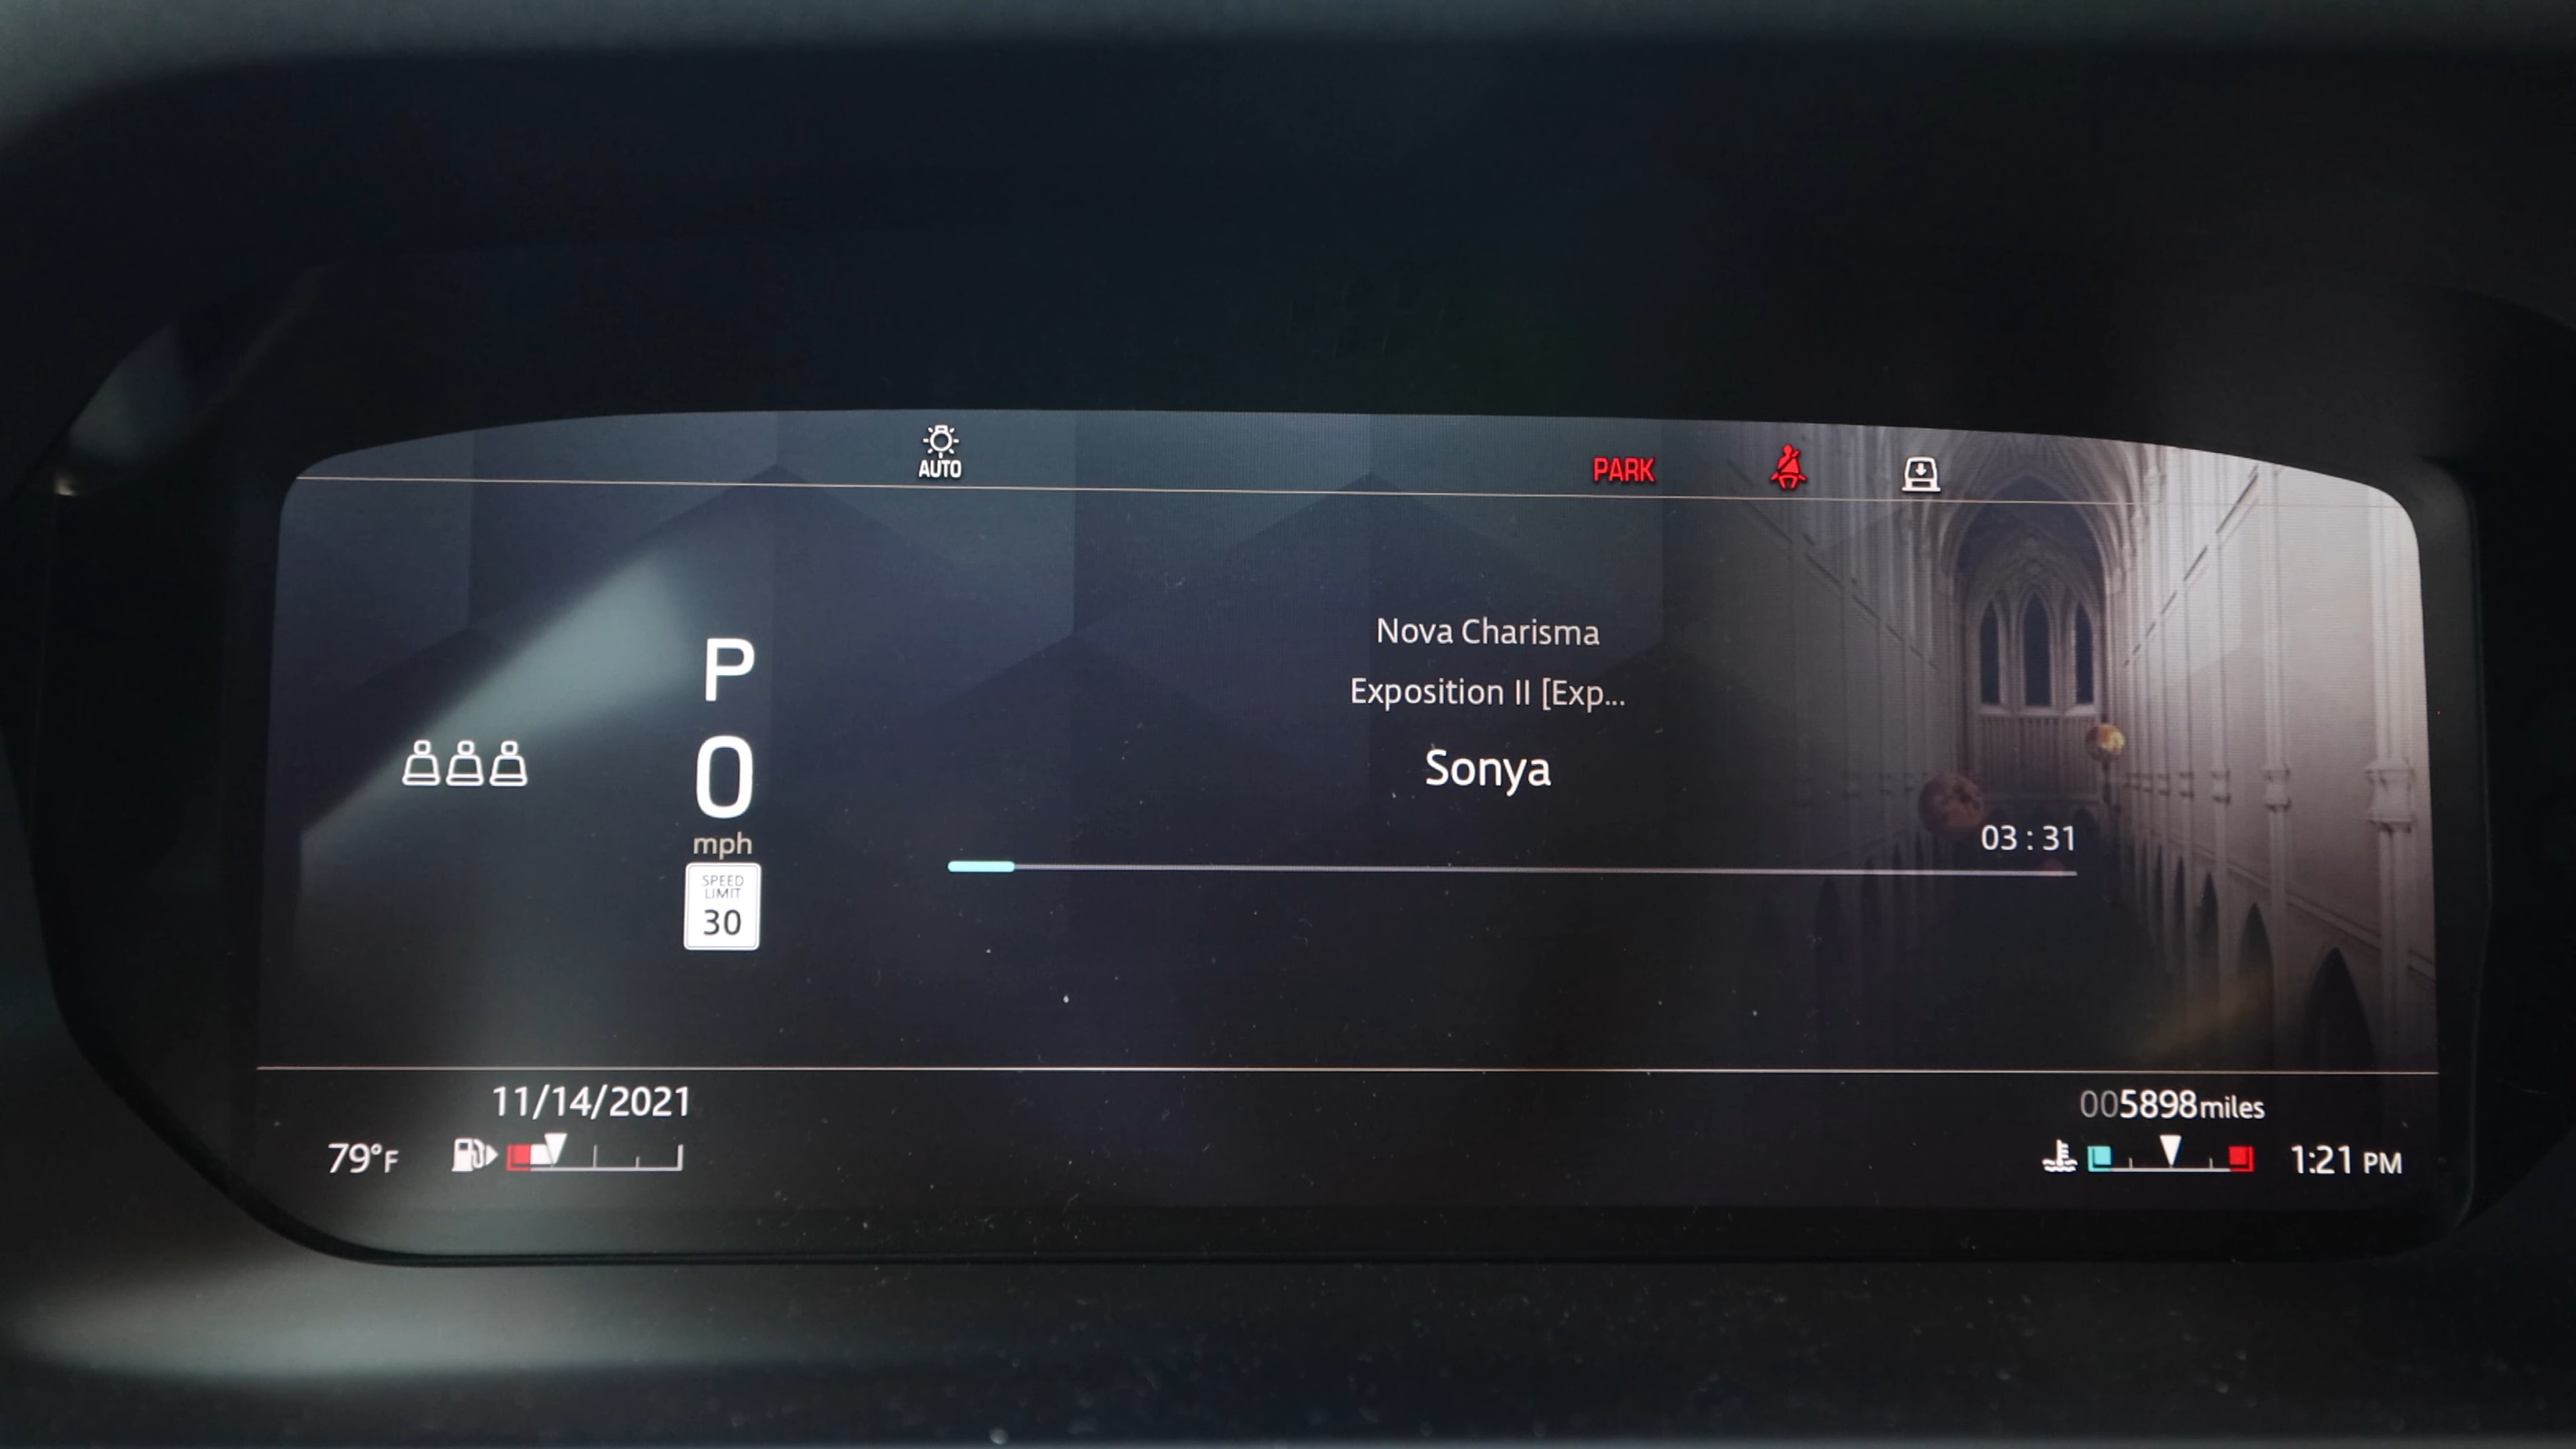 AUTO
PARK
Nova Charisma
Exposition II [Exp...
Sonya
03 : 31
P
0
mph
SPEED
LIMIT
30
11/14/2021
79°F
005898miles
1:21 PM